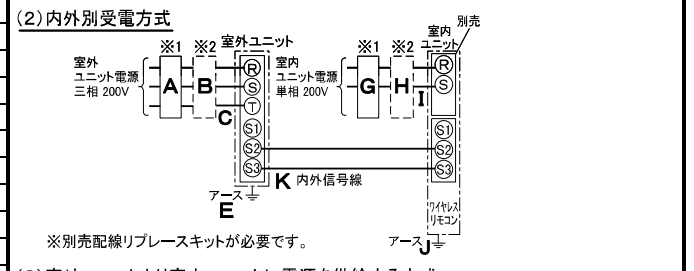 (2)内外別受電方式
※1 ※2 室外ユニット
室外
ユニット電源
三相 200V
A B C
R
S
T
S1
S2
S3
アース
E
※1 ※2 室内
ユニット
別売
室内
ユニット電源
単相 200V
G H I
R
S
S1
S2
S3
K 内外信号線
ワイヤレス
リモコン
アース J
※別売配線リプレースキットが必要です。